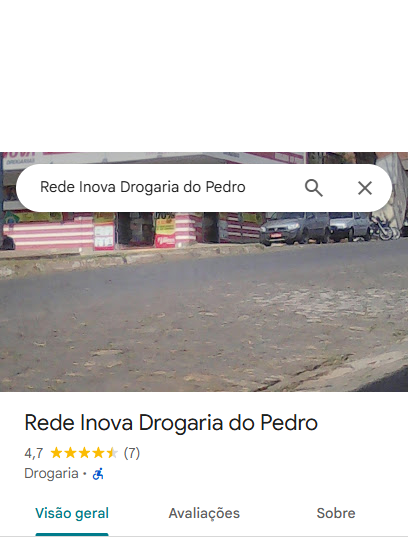 Rede Inova Drogaria do Pedro
Rede Inova Drogaria do Pedro
4,7 (7)
Drogaria ·
Visão geral
Avaliações
Sobre